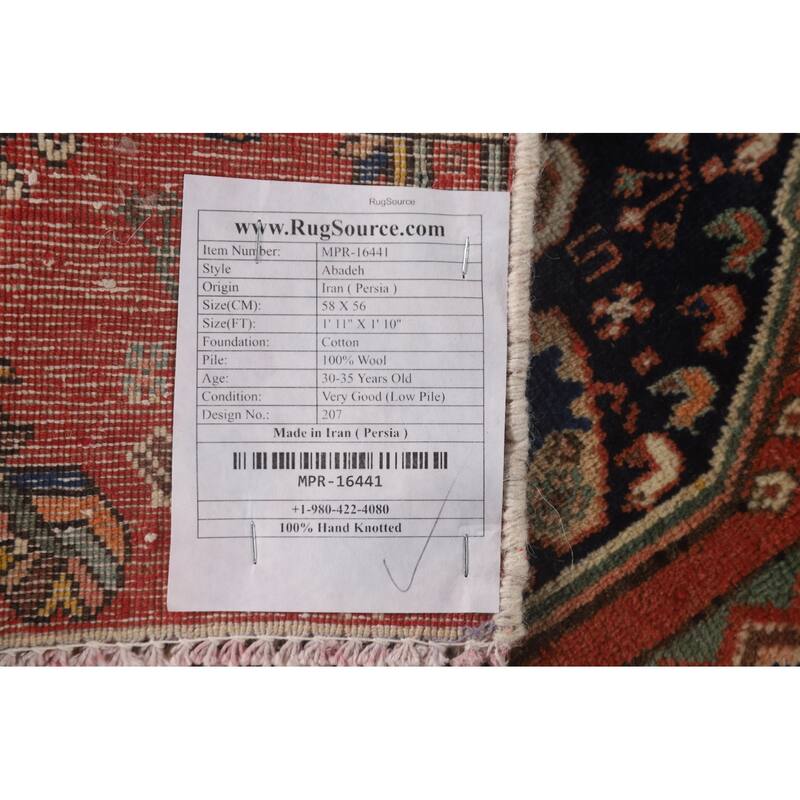 RugSource
www.RugSource.com
Item Number: MPR-16441
Style Abadeh
Origin Iran ( Persia )
Size(CM): 58 X 56
Size(FT): 1' 11" X 1' 10"
Foundation: Cotton
Pile: 100% Wool
Age: 30-35 Years Old
Condition: Very Good (Low Pile)
Design No.: 207
Made in Iran ( Persia )
MPR-16441
+1-980-422-4080
100% Hand Knotted